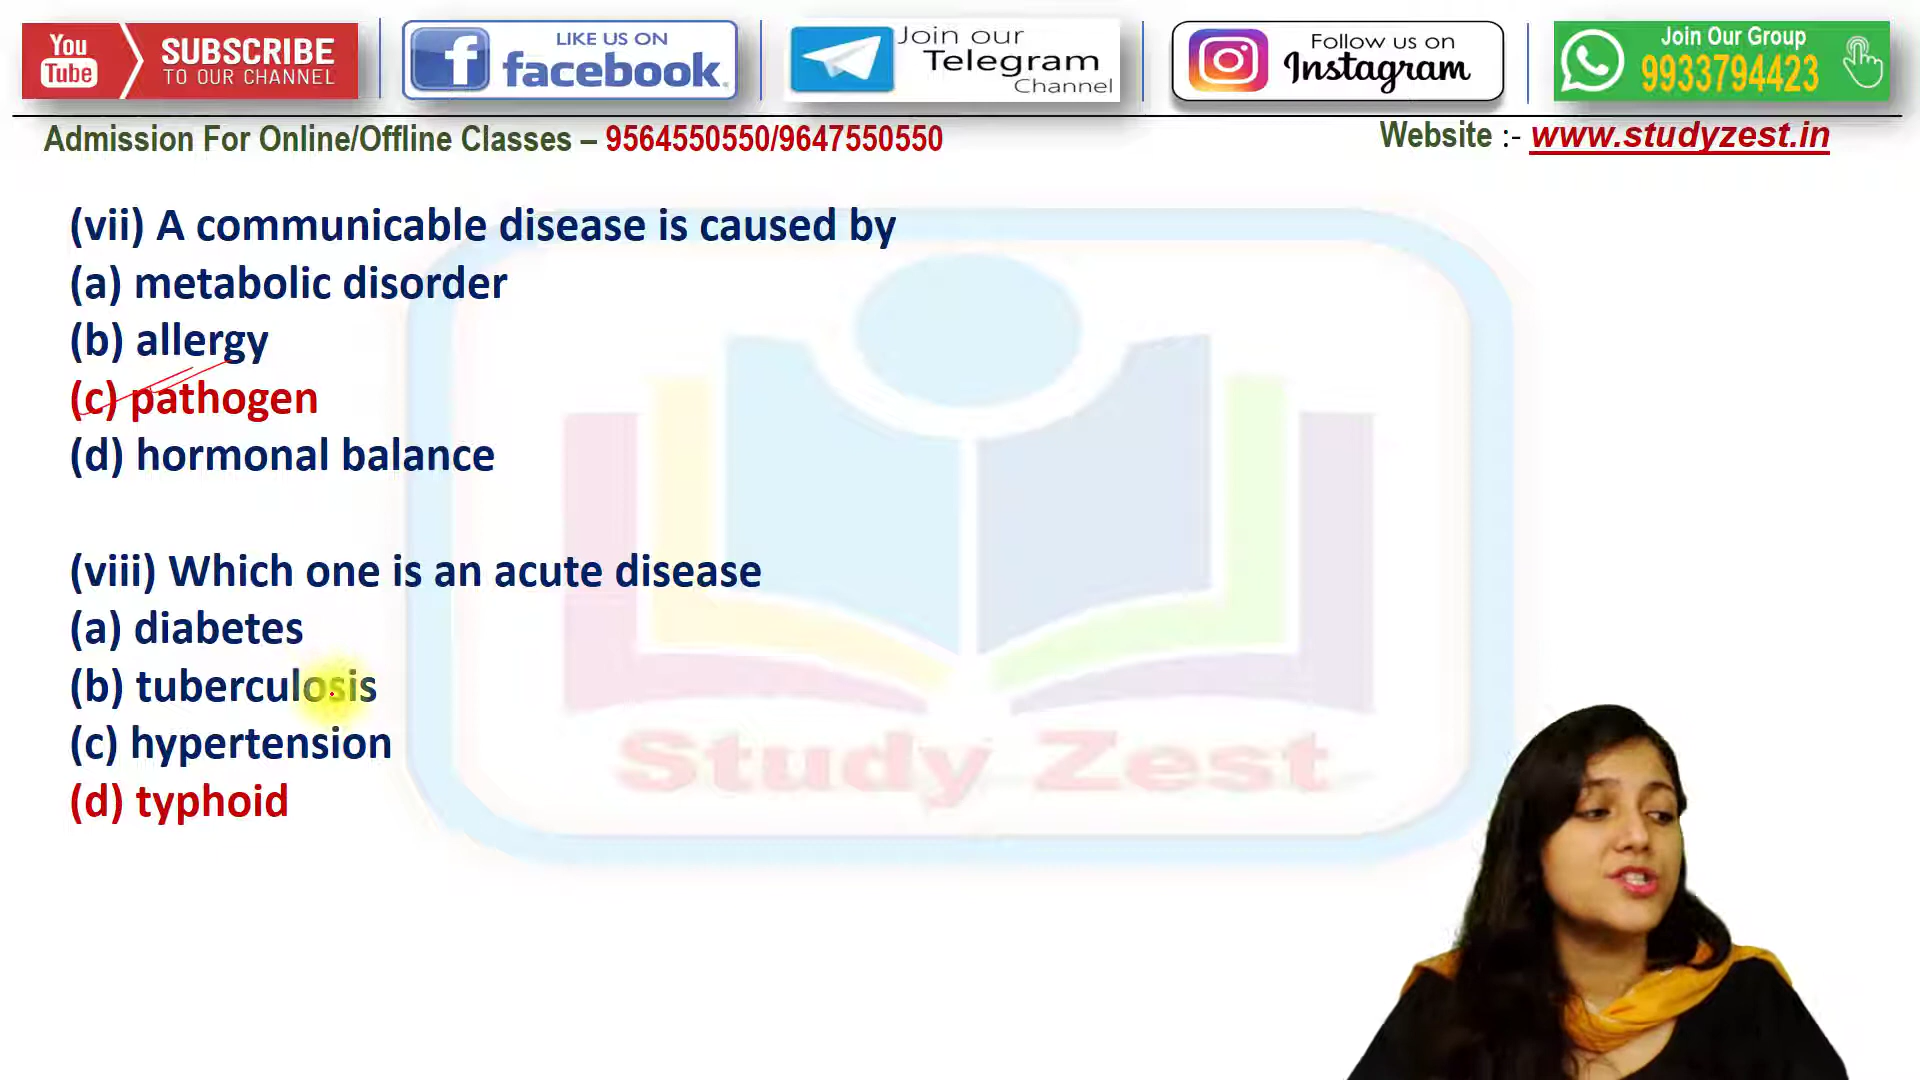 You Tube SUBSCRIBE TO OUR CHANNEL
LIKE US ON facebook.
Join our Telegram Channel
Follow us on Instagram
Join Our Group 9933794423
Admission For Online/Offline Classes – 9564550550/9647550550
Website :- www.studyzest.in
(vii) A communicable disease is caused by
(a) metabolic disorder
(b) allergy
(c) pathogen
(d) hormonal balance
(viii) Which one is an acute disease
(a) diabetes
(b) tuberculosis
(c) hypertension
(d) typhoid
Study Zest